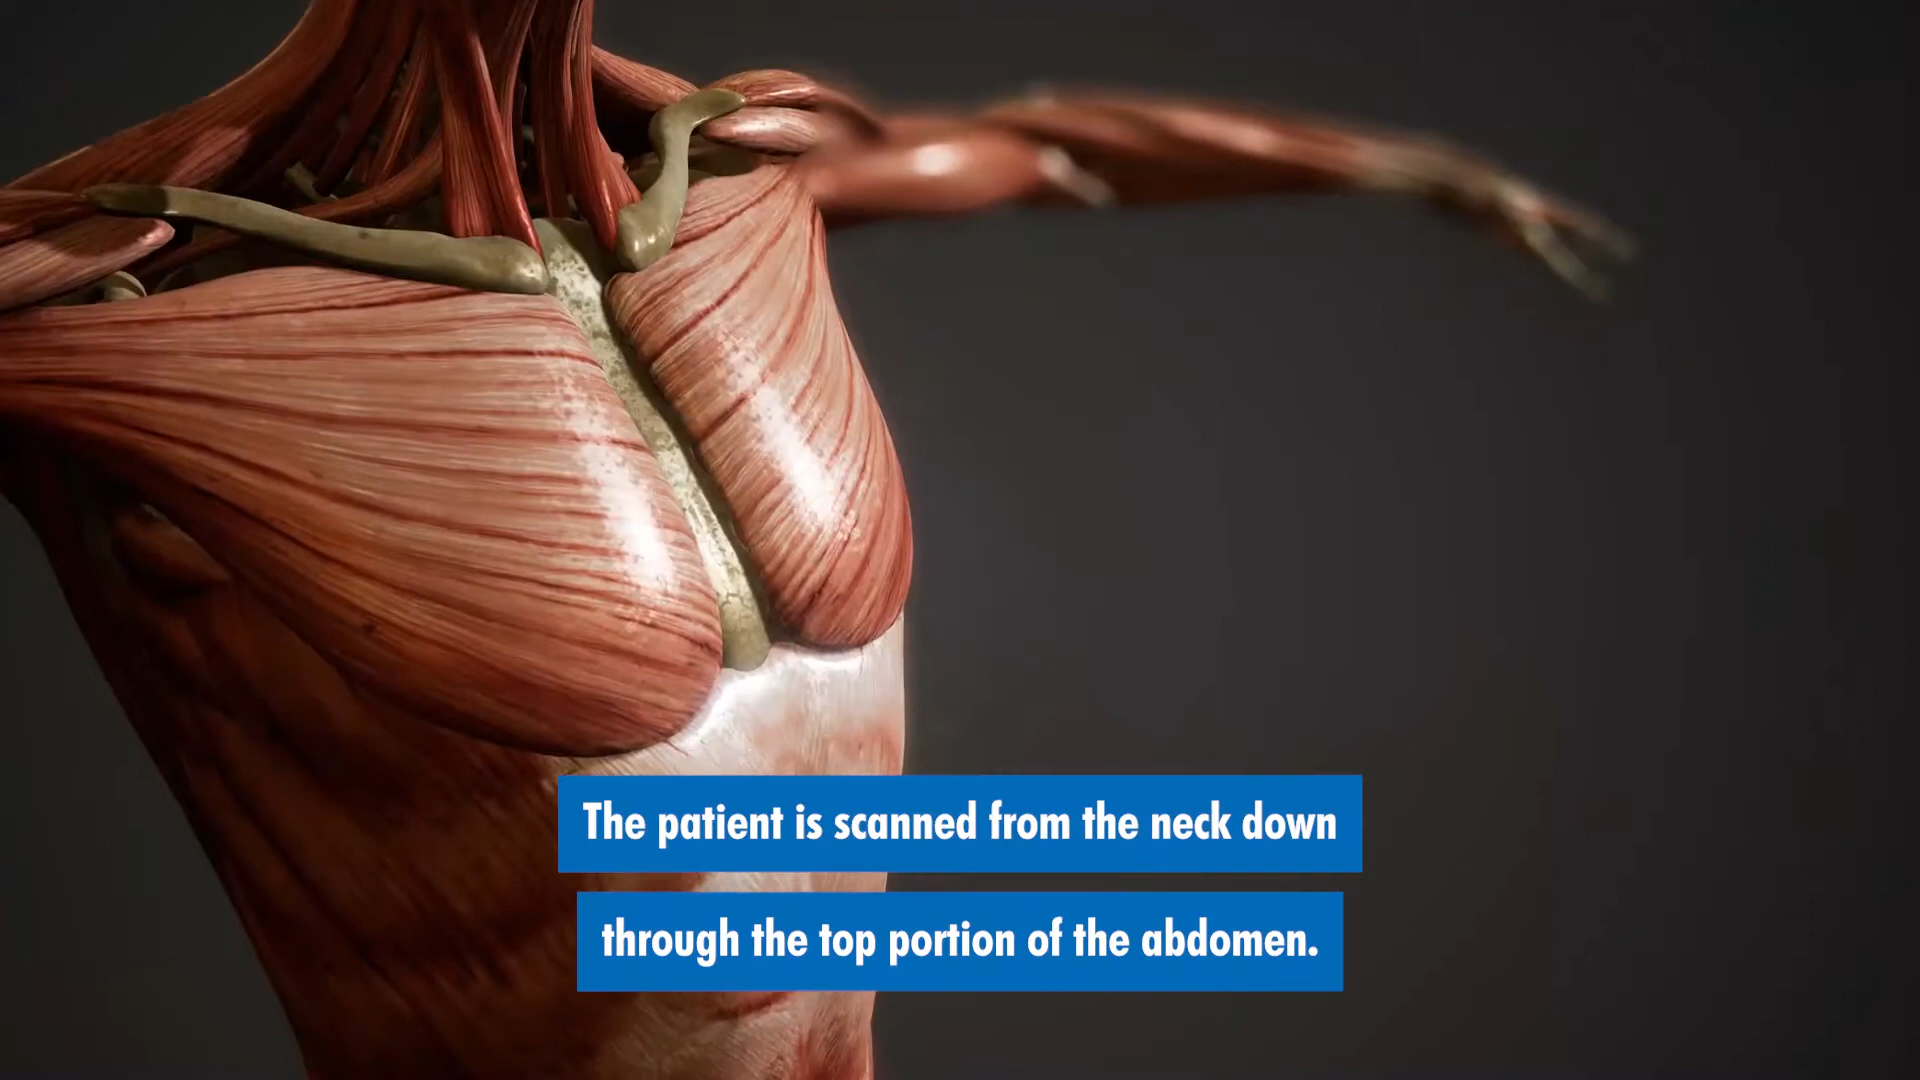 The patient is scanned from the neck down
through the top portion of the abdomen.